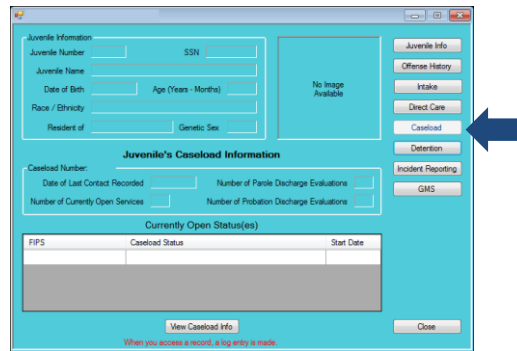 Juvenile Information
Juvenile Number SSN
Juvenile Name
Date of Birth Age (Years - Months)
Race / Ethnicity
Resident of Genetic Sex
No Image
Available
Juvenile Info
Offense History
Intake
Direct Care
Caseload
Detention
Incident Reporting
GMS
Juvenile's Caseload Information
Caseload Number:
Date of Last Contact Recorded Number of Parole Discharge Evaluations
Number of Currently Open Services Number of Probation Discharge Evaluations
Currently Open Status(es)
FIPS Caseload Status Start Date
View Caseload Info Close
When you access a record, a log entry is made.